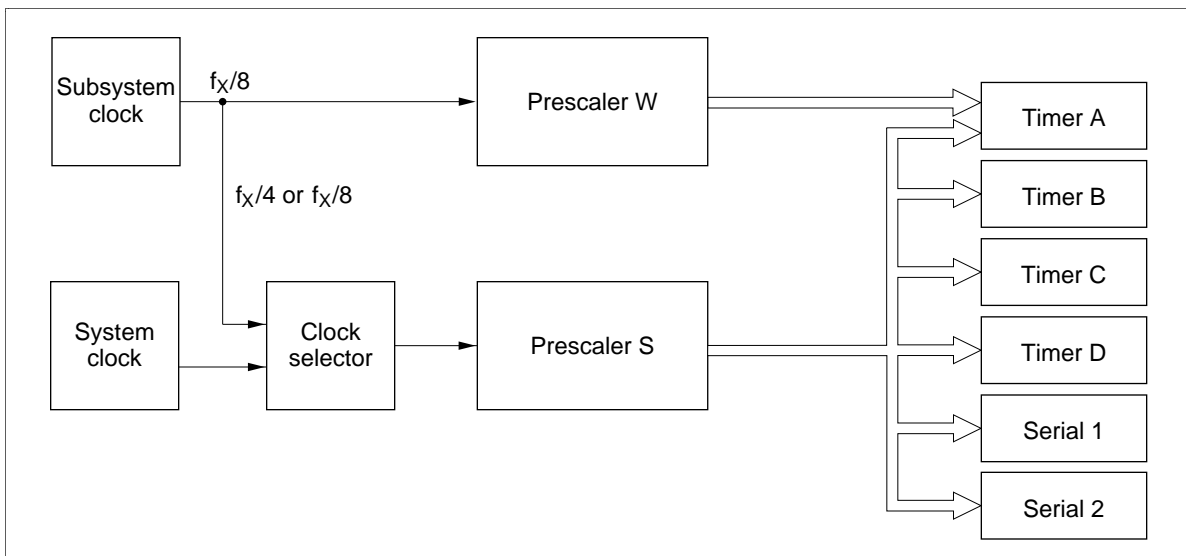 Subsystem
clock
fX/8
Prescaler W
Timer A
Timer B
fX/4 or fX/8
Timer C
System
clock
Clock
selector
Prescaler S
Timer D
Serial 1
Serial 2